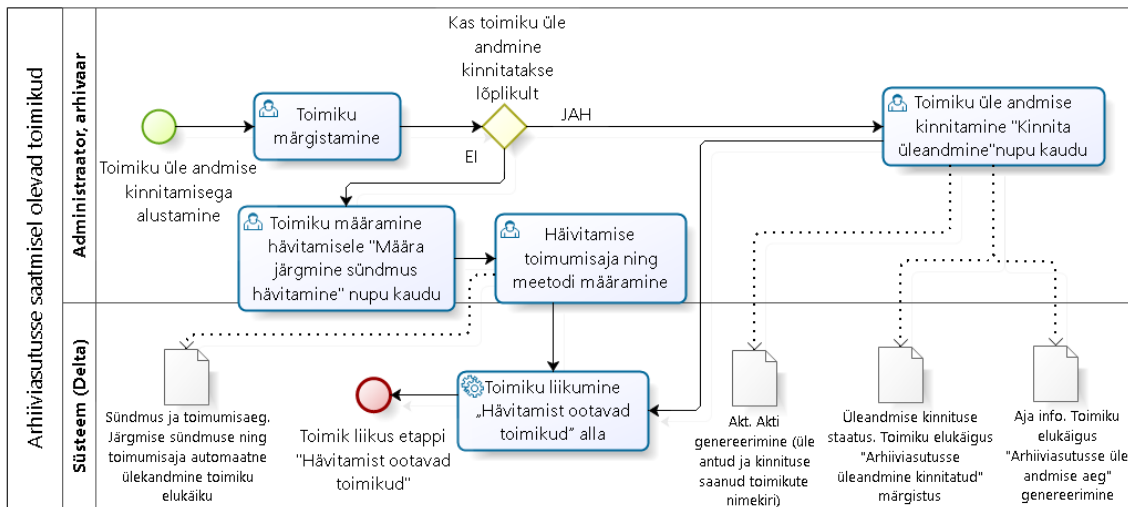 Arhiiviasutusse saatmisel olevad toimikud
Administraator, arhivaar
Kas toimiku üle
andmine
kinnitatakse
lõplikult
Toimiku
märgistamine
JAH
EI
Toimiku üle andmise
kinnitamine "Kinnita
üleandmine"nupu kaudu
Toimiku üle andmise
kinnitamisega
alustamine
Toimiku määramine
hävitamisele "Määra
järgmine sündmus
hävitamine" nupu kaudu
Häivitamise
toimumisaja ning
meetodi määramine
Süsteem (Delta)
Sündmus ja toimumisaeg.
Järgmise sündmuse ning
toimumisaja automaatne
ülekandmine toimiku
elukäiku
Toimik liikus etappi
"Hävitamist ootavad
toimikud"
Toimiku liikumine
„Hävitamist ootavad
toimikud” alla
Akt. Akti
genereerimine (üle
antud ja kinnituse
saanud toimikute
nimekiri)
Üleandmise kinnituse
staatus. Toimiku elukäigus
"Arhiiviasutusse
üleandmine kinnitatud"
märgistus
Aja info. Toimiku
elukäigus
"Arhiiviasutusse üle
andmise aeg"
genereerimine